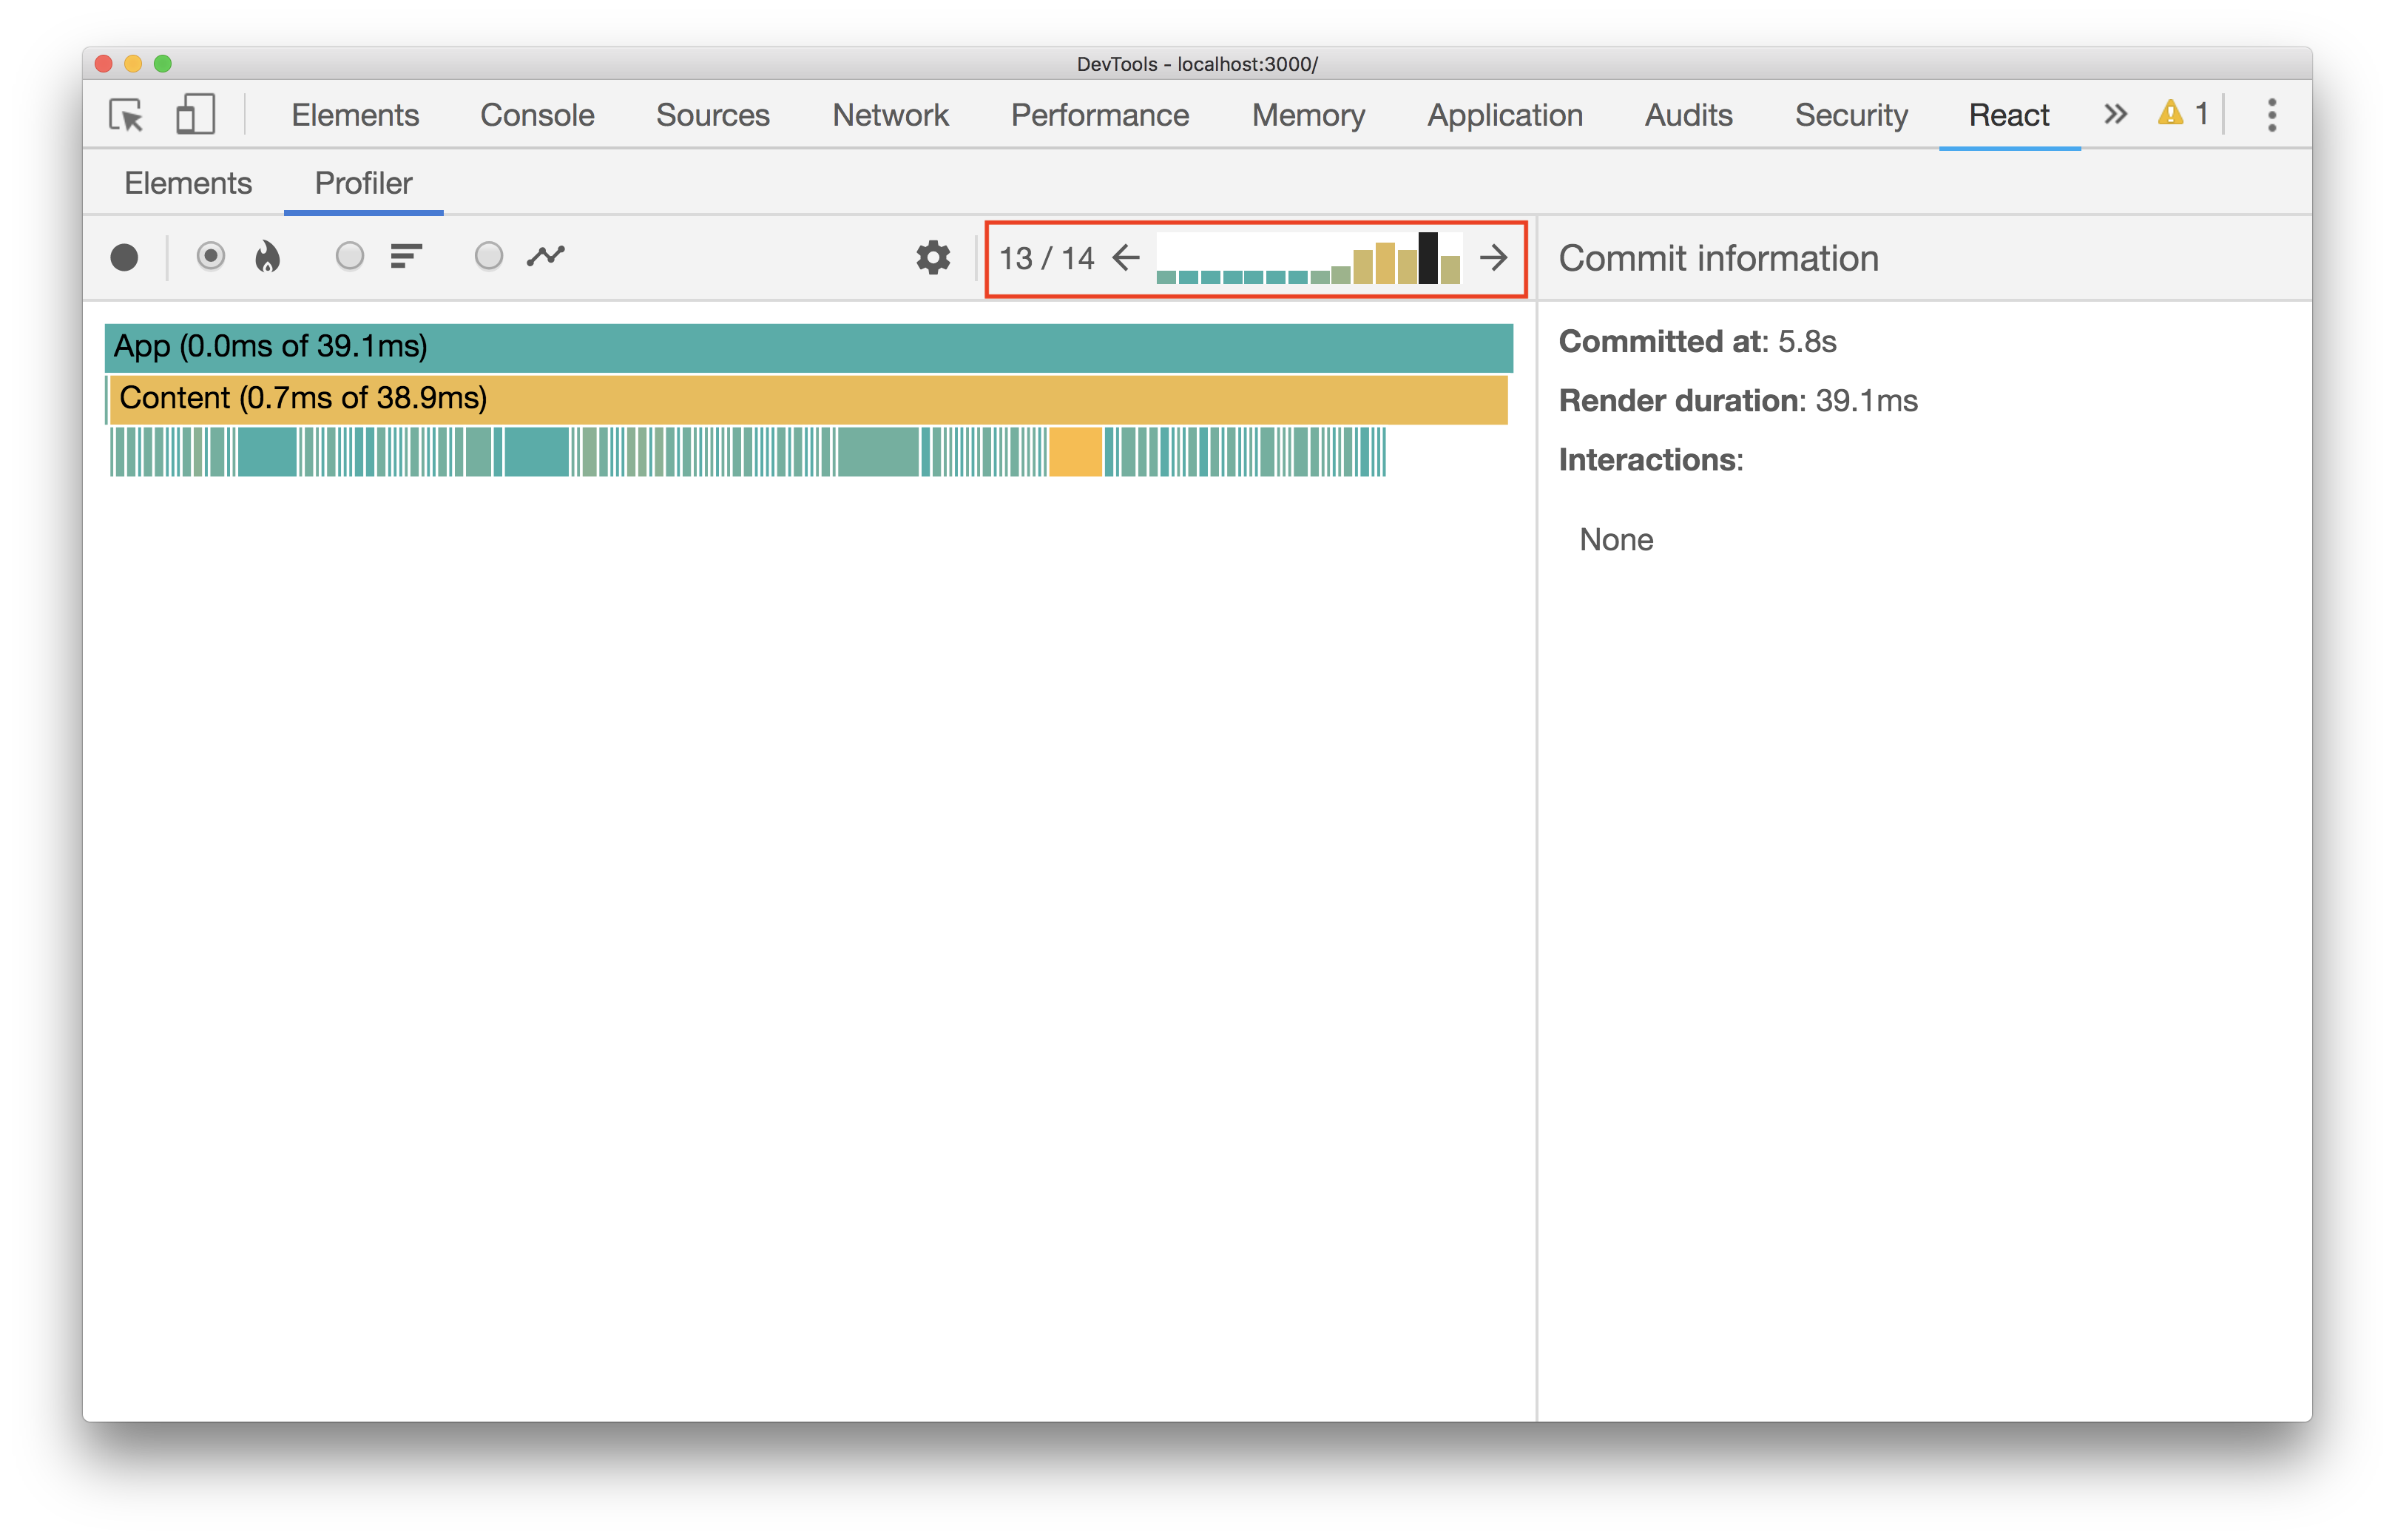 DevTools - localhost:3000/
Elements Console Sources Network Performance Memory Application Audits Security React 1
Elements Profiler
13 / 14
Commit information
App (0.0ms of 39.1ms)
Content (0.7ms of 38.9ms)
Committed at: 5.8s
Render duration: 39.1ms
Interactions:
None